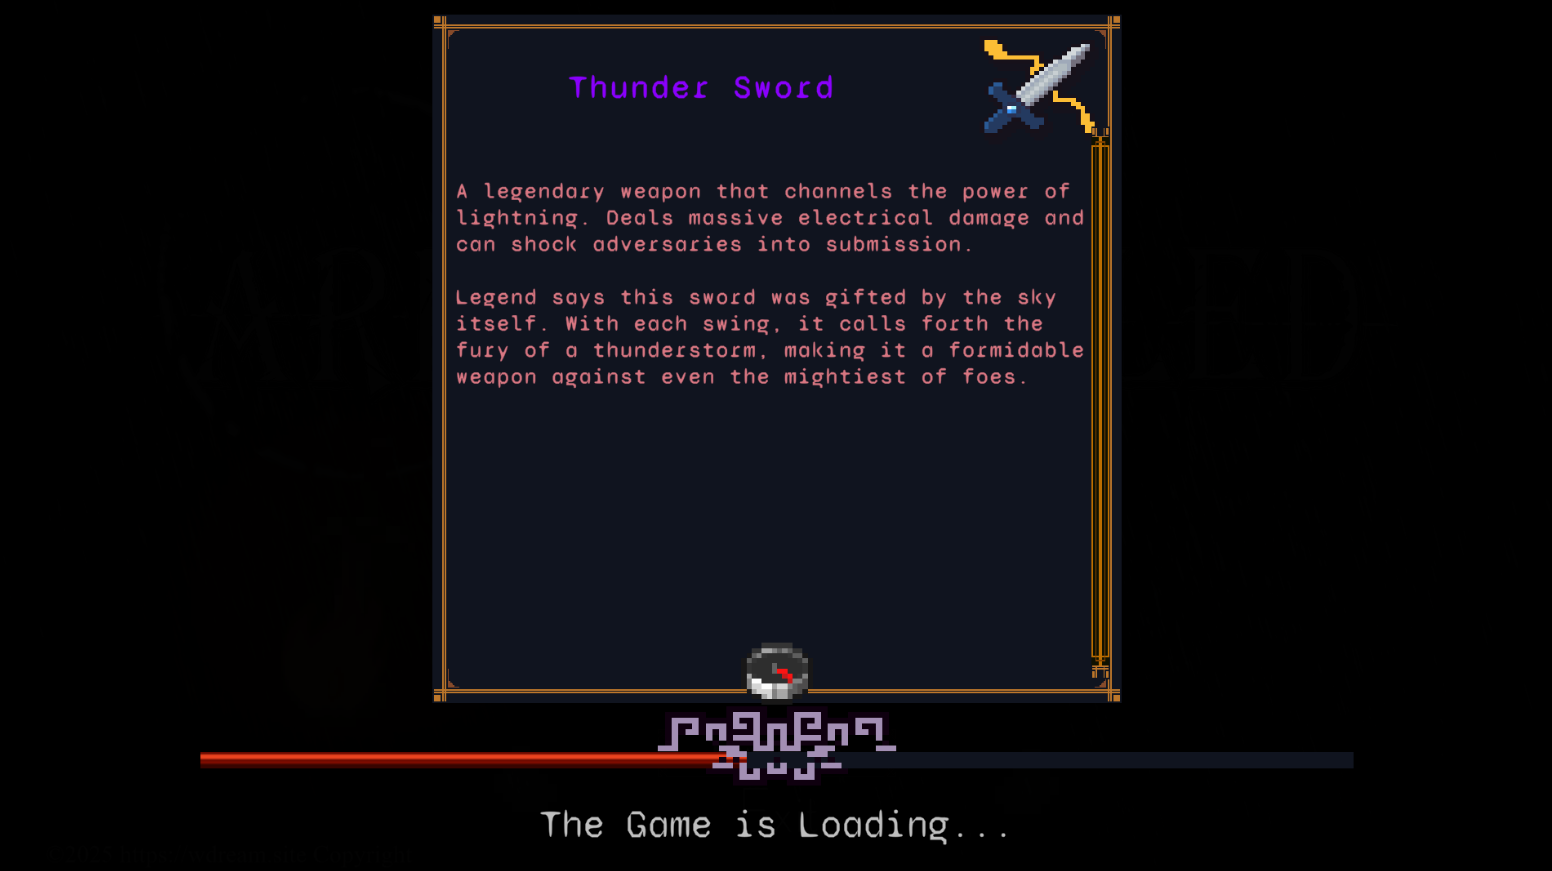 Thunder Sword
A legendary weapon that channels the power of
lightning. Deals massive electrical damage and
can shock adversaries into submission.
Legend says this sword was gifted by the sky
itself. With each swing, it calls forth the
fury of a thunderstorm, making it a formidable
weapon against even the mightiest of foes.
The Game is Loading...